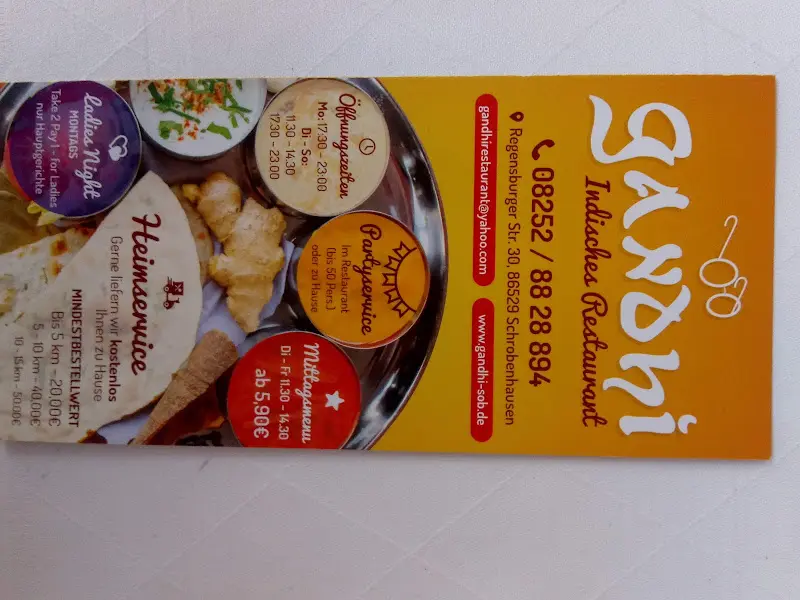 gandhi
Indisches Restaurant
08252 / 88 28 894
Regensburger Str. 30, 86529 Schrobenhausen
gandhirestaurant@yahoo.com
www.gandhi-sob.de
Öffnungszeiten
Mo: 17.30 - 23:00
Di - So:
11.30 - 14.30
17.30 - 23.00
Partyservice
Im Restaurant
(bis 50 Pers.)
oder zu Hause
Mittagsmenu
Di - Fr 11.30 - 14.30
ab 5,90€
Ladies Night
MONTAGS
Take 2 Pay 1 - For Ladies
nur Hauptgerichte
Heimservice
Gerne liefern wir kostenlos
Ihnen zu Hause
MINDESTBESTELLWERT
Bis 5 km - 20,00€
5 - 10 km - 40,00€
10 - 15 km - 50,00€